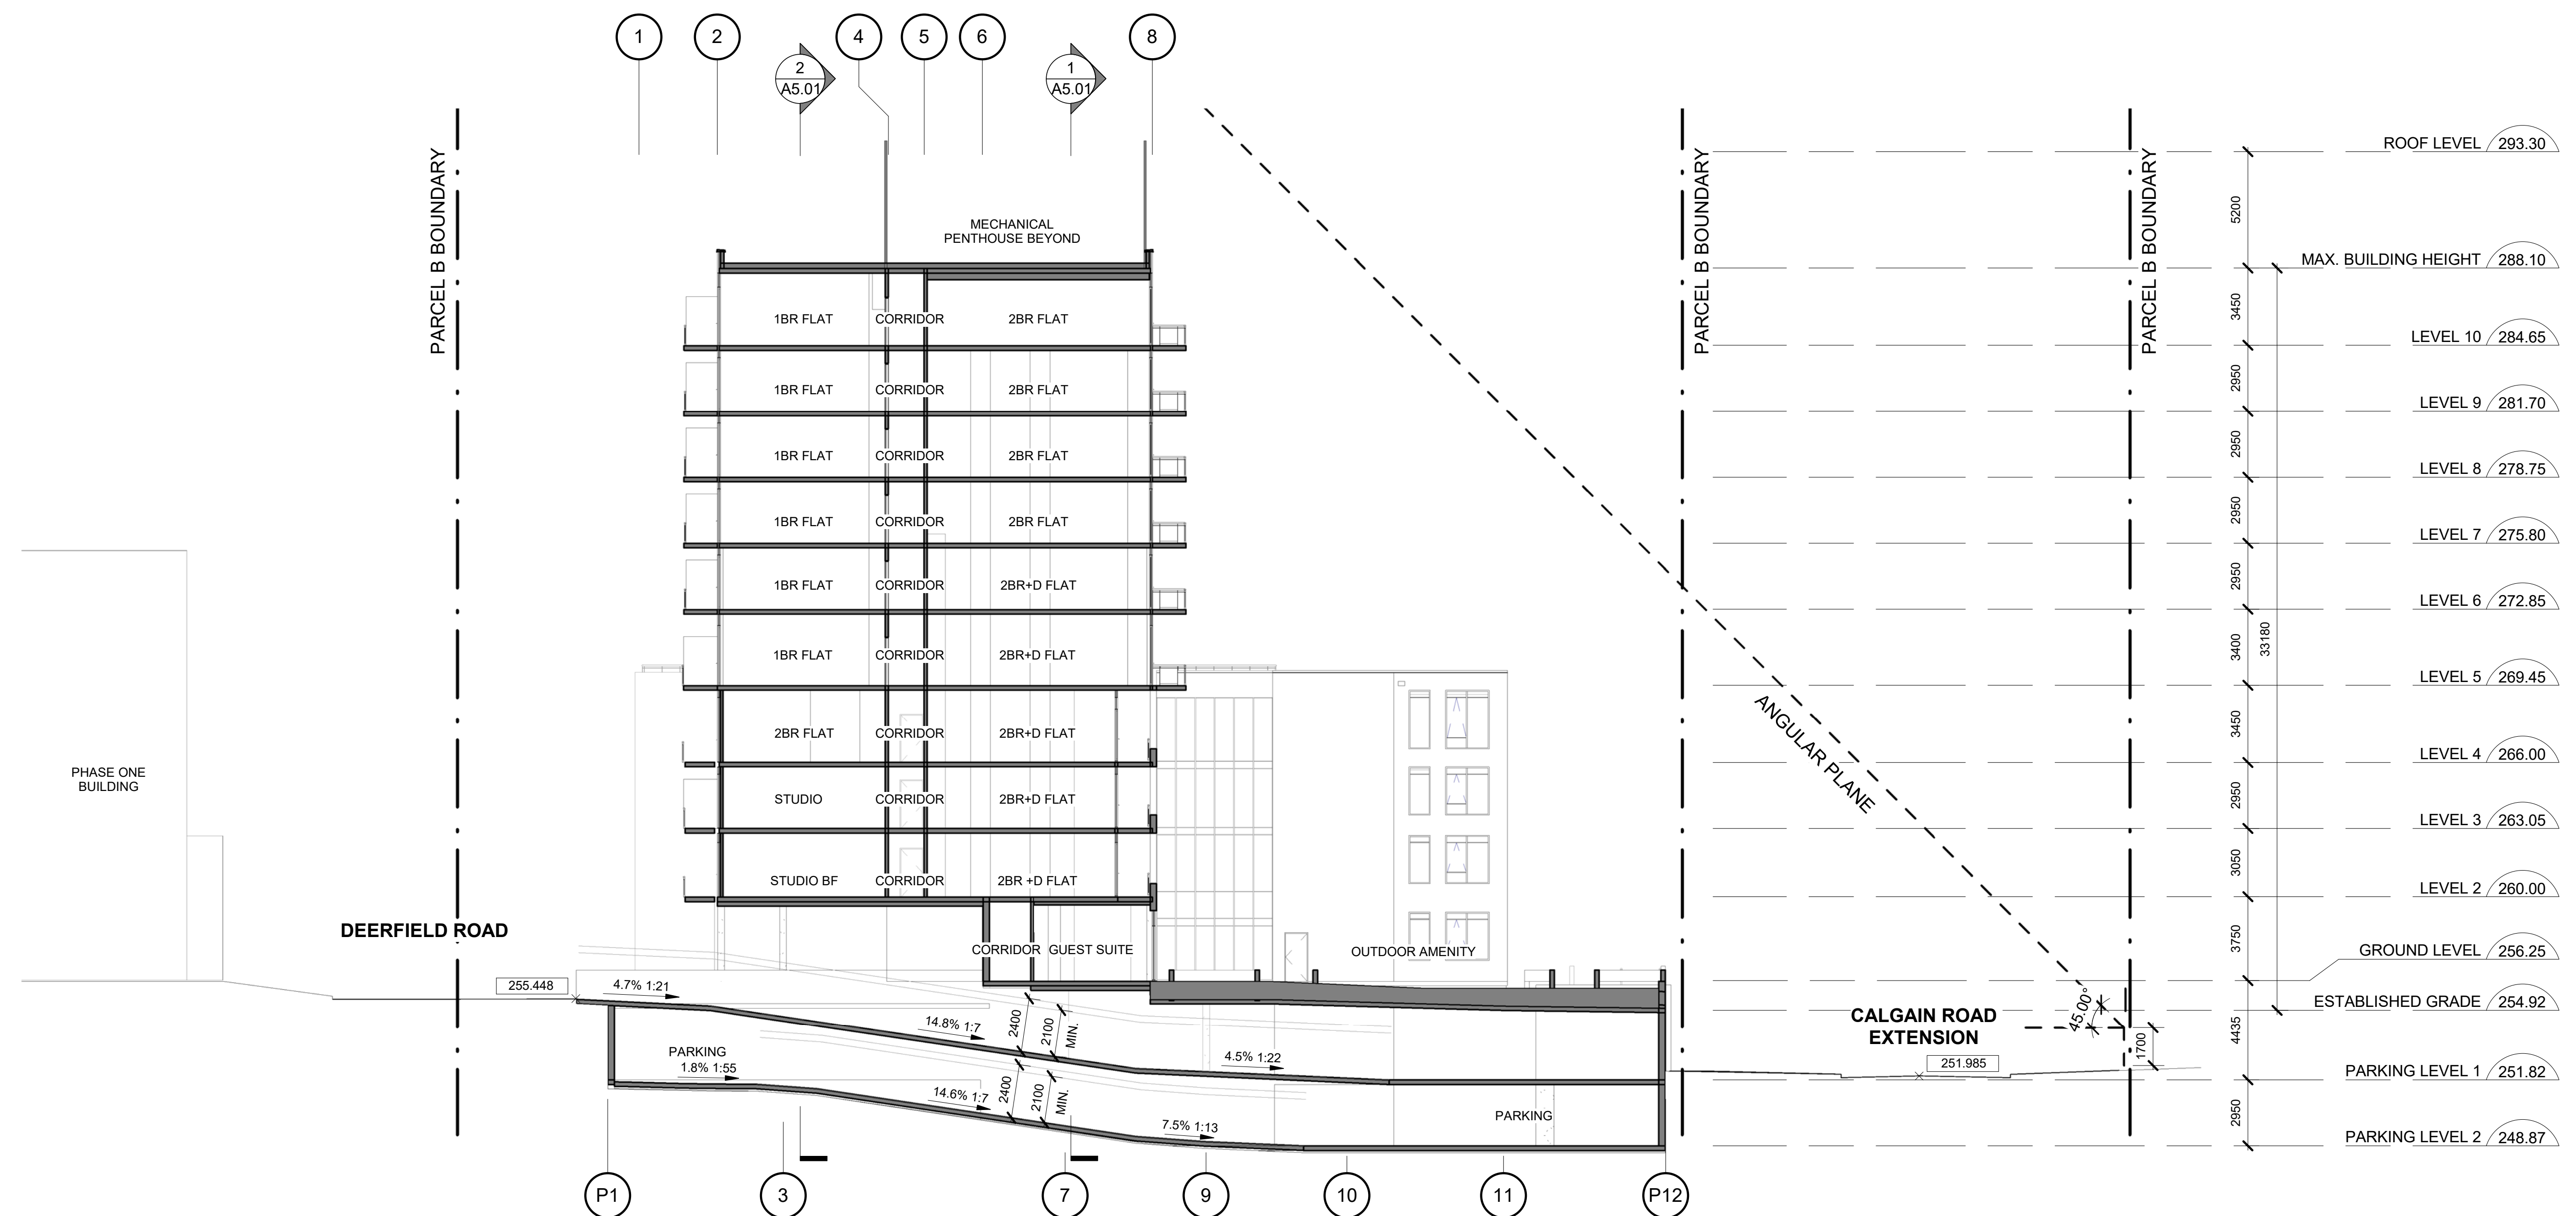 1
2
4
5
6
8
2
A5.01
1
A5.01
PARCEL B BOUNDARY
PARCEL B BOUNDARY
PARCEL B BOUNDARY
ROOF LEVEL 293.30
5200
MECHANICAL
PENTHOUSE BEYOND
MAX. BUILDING HEIGHT 288.10
3450
1BR FLAT CORRIDOR 2BR FLAT
LEVEL 10 284.65
2950
1BR FLAT CORRIDOR 2BR FLAT
LEVEL 9 281.70
2950
1BR FLAT CORRIDOR 2BR FLAT
LEVEL 8 278.75
2950
1BR FLAT CORRIDOR 2BR FLAT
LEVEL 7 275.80
2950
1BR FLAT CORRIDOR 2BR+D FLAT
LEVEL 6 272.85
3400
33180
1BR FLAT CORRIDOR 2BR+D FLAT
LEVEL 5 269.45
3450
2BR FLAT CORRIDOR 2BR+D FLAT
ANGULAR PLANE
LEVEL 4 266.00
PHASE ONE
BUILDING
2950
STUDIO CORRIDOR 2BR+D FLAT
LEVEL 3 263.05
3050
STUDIO BF CORRIDOR 2BR +D FLAT
LEVEL 2 260.00
DEERFIELD ROAD
3750
CORRIDOR GUEST SUITE
OUTDOOR AMENITY
GROUND LEVEL 256.25
255.448
4.7% 1:21
ESTABLISHED GRADE 254.92
45.00°
CALGAIN ROAD
EXTENSION
4435
14.8% 1:7
2400
2100
MIN.
1700
PARKING
1.8% 1:55
4.5% 1:22
251.985
PARKING LEVEL 1 251.82
14.6% 1:7
2400
2100
MIN.
PARKING
2950
7.5% 1:13
PARKING LEVEL 2 248.87
P1
3
7
9
10
11
P12